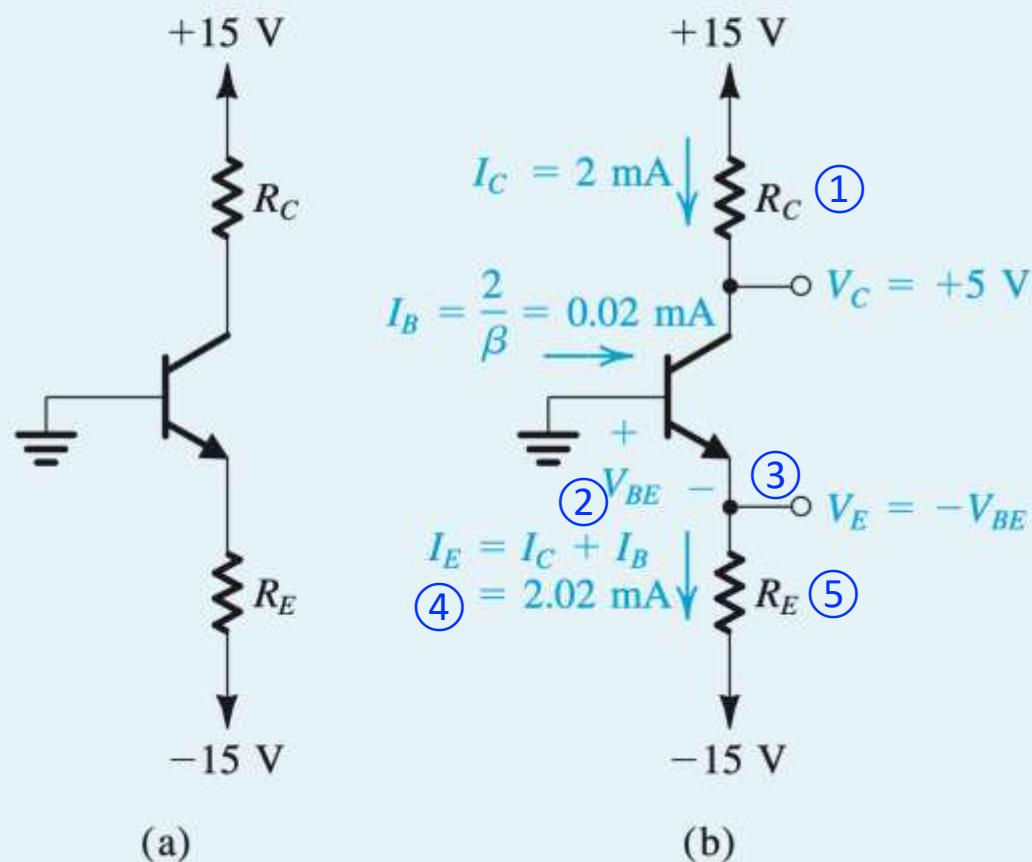 +15 V
R_C
R_E
−15 V
(a)
+15 V
I_C = 2 mA
R_C ①
V_C = +5 V
I_B = 2/β = 0.02 mA
+
② V_BE − ③
V_E = −V_BE
I_E = I_C + I_B
④ = 2.02 mA
R_E ⑤
−15 V
(b)